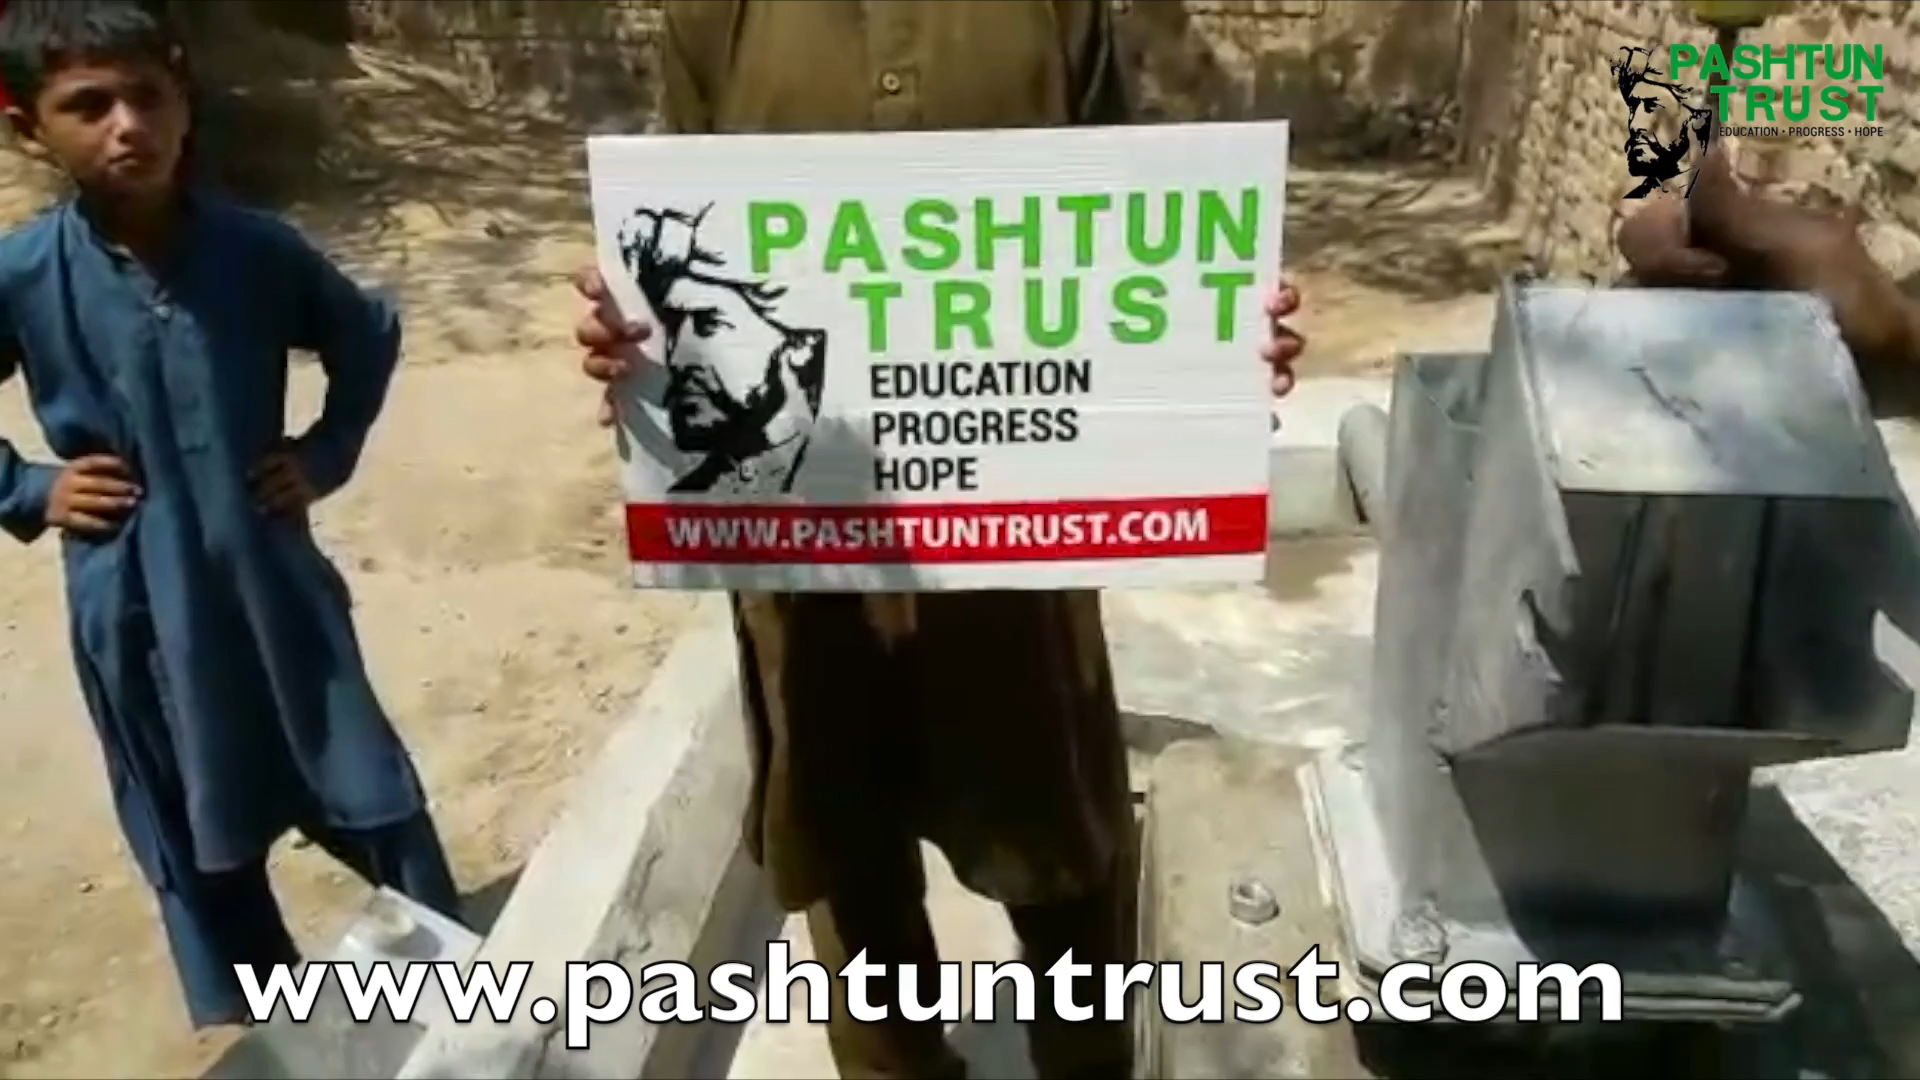 PASHTUN
TRUST
EDUCATION • PROGRESS • HOPE
PASHTUN
TRUST
EDUCATION
PROGRESS
HOPE
WWW.PASHTUNTRUST.COM
www.pashtuntrust.com